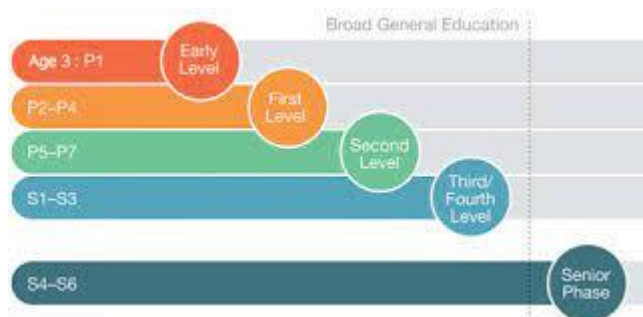 Broad General Education
Age 3 : P1
Early
Level
P2–P4
First
Level
P5–P7
Second
Level
S1–S3
Third/
Fourth
Level
S4–S6
Senior
Phase